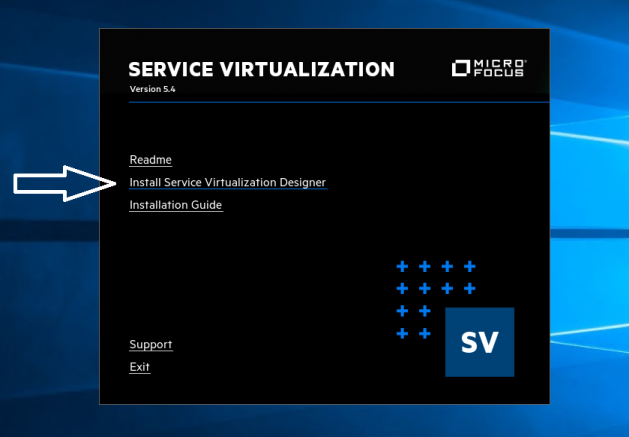 SERVICE VIRTUALIZATION
MICRO
FOCUS
Version 5.4
Readme
Install Service Virtualization Designer
Installation Guide
SV
Support
Exit